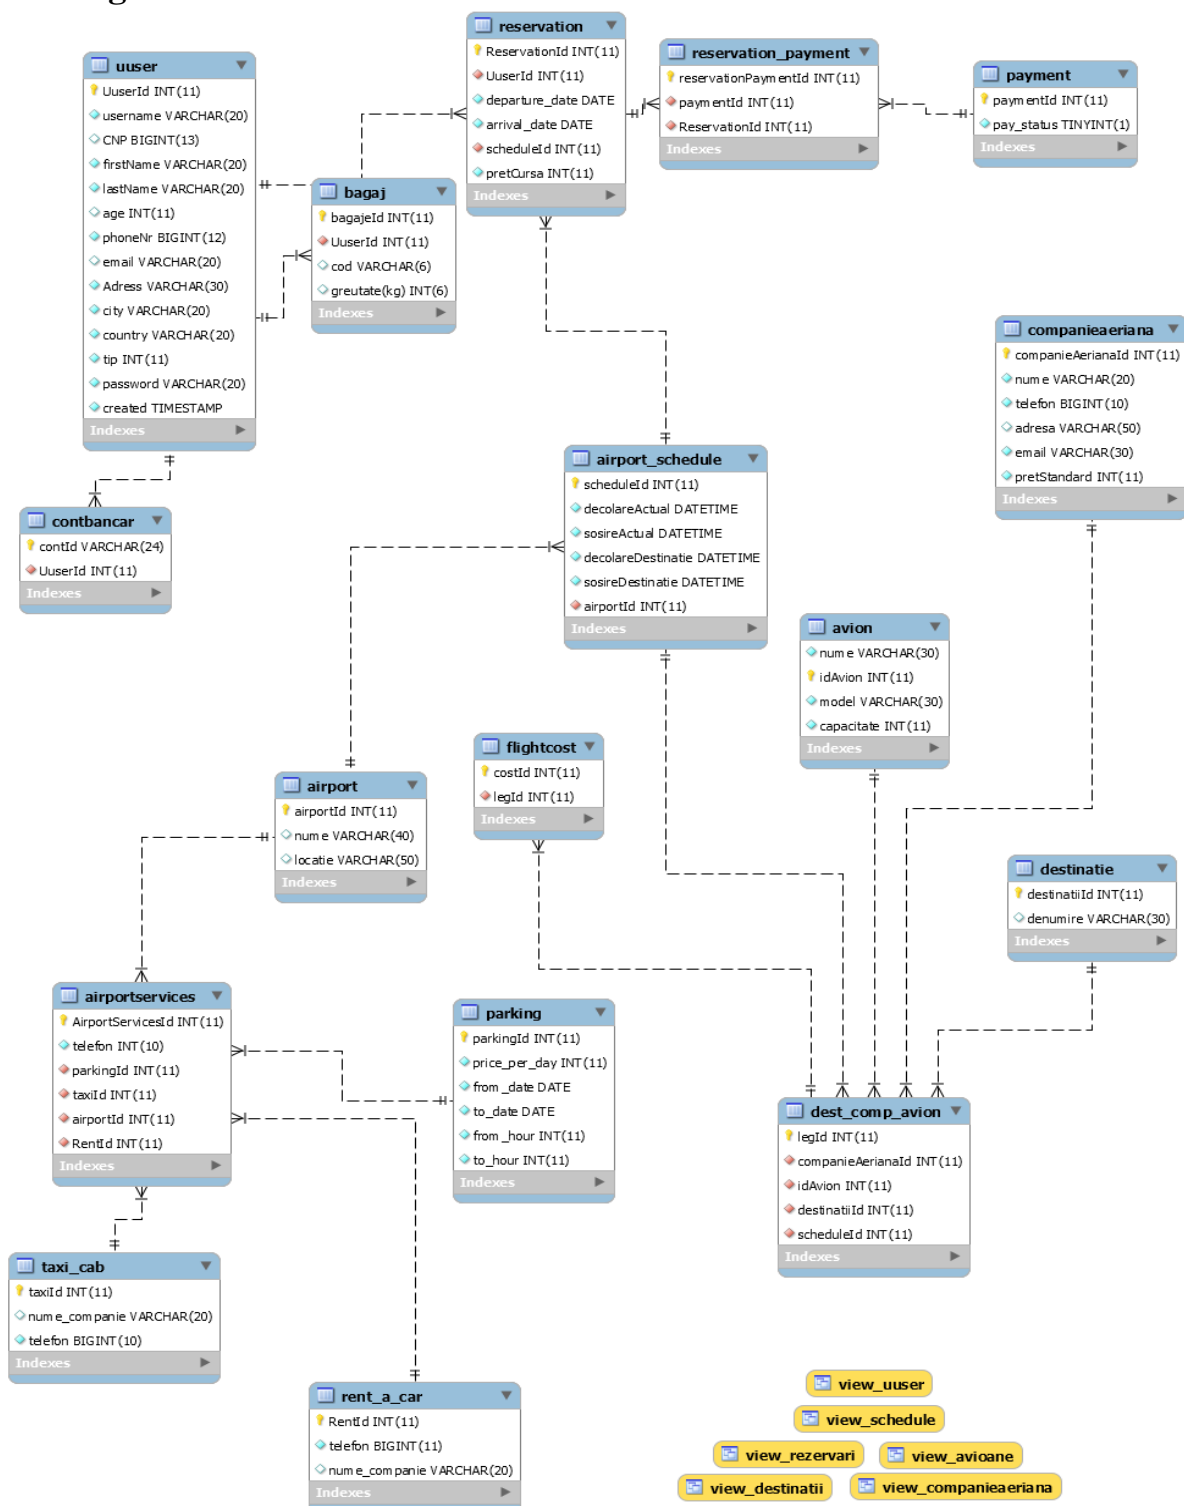 reservation
ReservationId INT(11)
UuserId INT(11)
departure_date DATE
arrival_date DATE
scheduleId INT(11)
pretCursa INT(11)
Indexes
reservation_payment
reservationPaymentId INT(11)
paymentId INT(11)
ReservationId INT(11)
Indexes
payment
paymentId INT(11)
pay_status TINYINT(1)
Indexes
uuser
UuserId INT(11)
username VARCHAR(20)
CNP BIGINT(13)
firstName VARCHAR(20)
lastName VARCHAR(20)
age INT(11)
phoneNr BIGINT(12)
email VARCHAR(20)
Adress VARCHAR(30)
city VARCHAR(20)
country VARCHAR(20)
tip INT(11)
password VARCHAR(20)
created TIMESTAMP
Indexes
bagaj
bagajeId INT(11)
UuserId INT(11)
cod VARCHAR(6)
greutate(kg) INT(6)
Indexes
companieaeriana
companieAerianaId INT(11)
nume VARCHAR(20)
telefon BIGINT(10)
adresa VARCHAR(50)
email VARCHAR(30)
pretStandard INT(11)
Indexes
airport_schedule
scheduleId INT(11)
decolareActual DATETIME
sosireActual DATETIME
decolareDestinatie DATETIME
sosireDestinatie DATETIME
airportId INT(11)
Indexes
contbancar
contId VARCHAR(24)
UuserId INT(11)
Indexes
avion
nume VARCHAR(30)
idAvion INT(11)
model VARCHAR(30)
capacitate INT(11)
Indexes
flightcost
costId INT(11)
legId INT(11)
Indexes
airport
airportId INT(11)
nume VARCHAR(40)
locatie VARCHAR(50)
Indexes
destinatie
destinatiiId INT(11)
denumire VARCHAR(30)
Indexes
airportservices
AirportServicesId INT(11)
telefon INT(10)
parkingId INT(11)
taxiId INT(11)
airportId INT(11)
RentId INT(11)
Indexes
parking
parkingId INT(11)
price_per_day INT(11)
from_date DATE
to_date DATE
from_hour INT(11)
to_hour INT(11)
Indexes
dest_comp_avion
legId INT(11)
companieAerianaId INT(11)
idAvion INT(11)
destinatiiId INT(11)
scheduleId INT(11)
Indexes
taxi_cab
taxiId INT(11)
nume_companie VARCHAR(20)
telefon BIGINT(10)
Indexes
rent_a_car
RentId INT(11)
telefon BIGINT(11)
nume_companie VARCHAR(20)
Indexes
view_uuser
view_schedule
view_rezervari
view_avioane
view_destinatii
view_companieaeriana